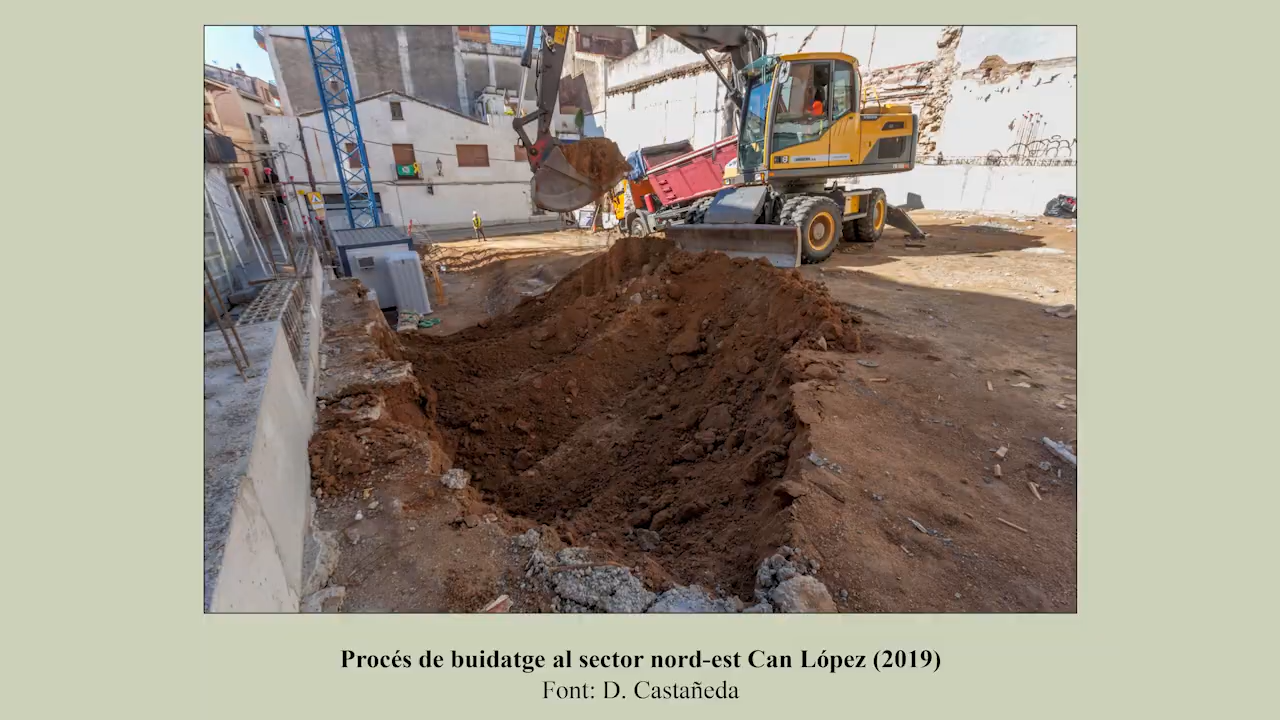 Procés de buidatge al sector nord-est Can López (2019)
Font: D. Castañeda